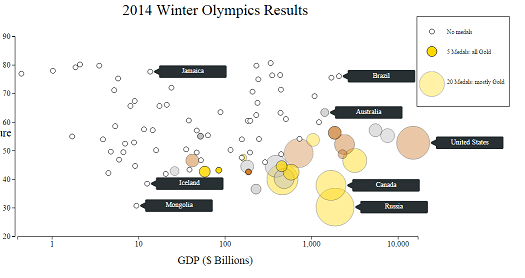 2014 Winter Olympics Results
No medals
5 Medals: all Gold
20 Medals: mostly Gold
90
80
70
60
50
40
30
20
Jamaica
Brazil
Australia
United States
Iceland
Canada
Mongolia
Russia
1
10
100
1,000
10,000
GDP ($ Billions)